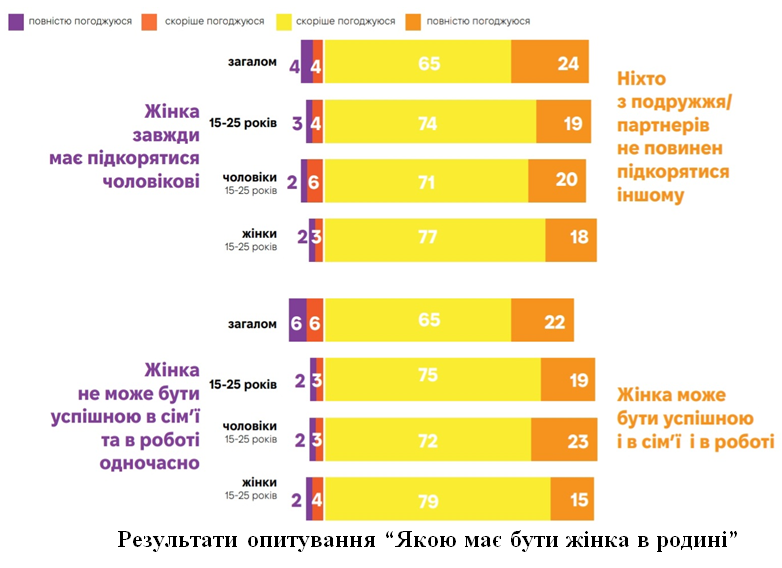 повністю погоджуюся скоріше погоджуюся скоріше погоджуюся повністю погоджуюся
Жінка
завжди
має підкорятися
чоловікові
загалом 4 4 65 24
15-25 років 3 4 74 19
чоловіки
15-25 років
2 6 71 20
жінки
15-25 років
2 3 77 18
Ніхто
з подружжя/
партнерів
не повинен
підкорятися
іншому
Жінка
не може бути
успішною в сім’ї
та в роботі
одночасно
загалом 6 6 65 22
15-25 років 2 3 75 19
чоловіки
15-25 років
2 3 72 23
жінки
15-25 років
2 4 79 15
Жінка може
бути успішною
і в сім’ї і в роботі
Результати опитування “Якою має бути жінка в родині”